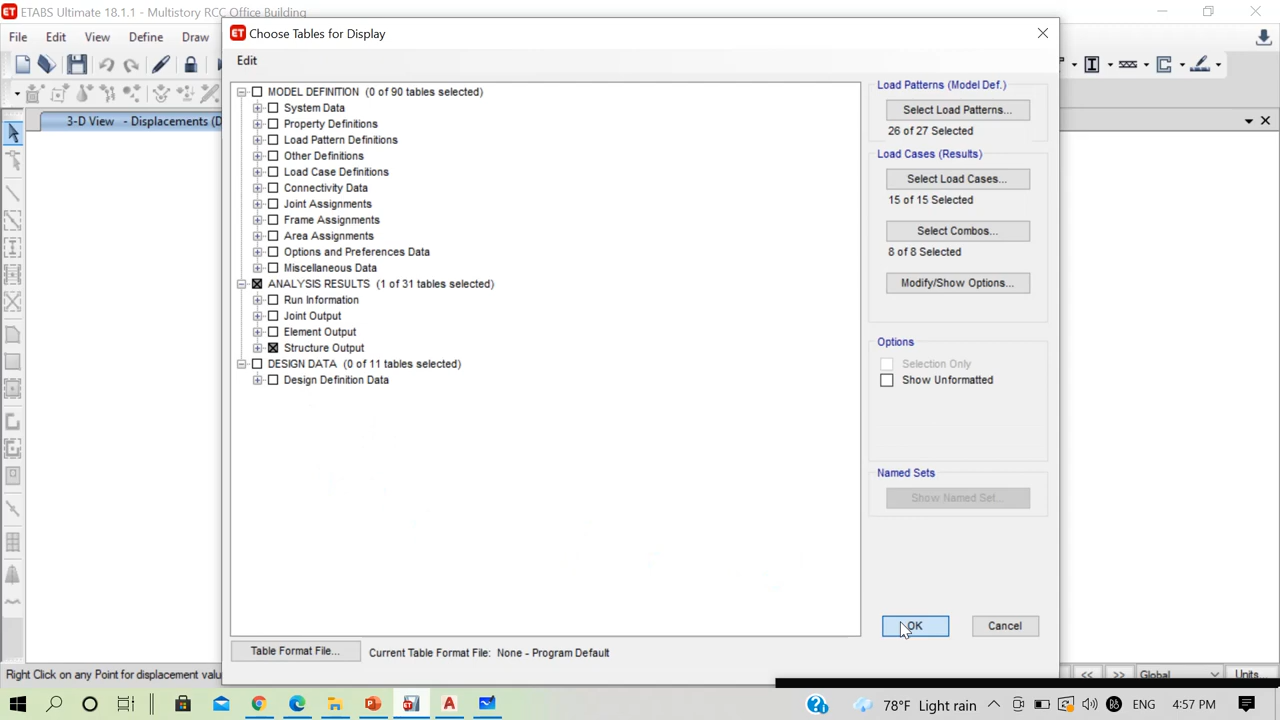 ETABS Ultimate 18.1.1 - Multistory RCC Office Building
File Edit View Define Draw
3-D View - Displacements (D
ET Choose Tables for Display
Edit
MODEL DEFINITION (0 of 90 tables selected)
System Data
Property Definitions
Load Pattern Definitions
Other Definitions
Load Case Definitions
Connectivity Data
Joint Assignments
Frame Assignments
Area Assignments
Options and Preferences Data
Miscellaneous Data
ANALYSIS RESULTS (1 of 31 tables selected)
Run Information
Joint Output
Element Output
Structure Output
DESIGN DATA (0 of 11 tables selected)
Design Definition Data
Load Patterns (Model Def.)
Select Load Patterns...
26 of 27 Selected
Load Cases (Results)
Select Load Cases...
15 of 15 Selected
Select Combos...
8 of 8 Selected
Modify/Show Options...
Options
Selection Only
Show Unformatted
Named Sets
Show Named Set...
OK Cancel
Table Format File... Current Table Format File: None - Program Default
Right Click on any Point for displacement valu
<< >> Global Units...
78°F Light rain ENG 4:57 PM